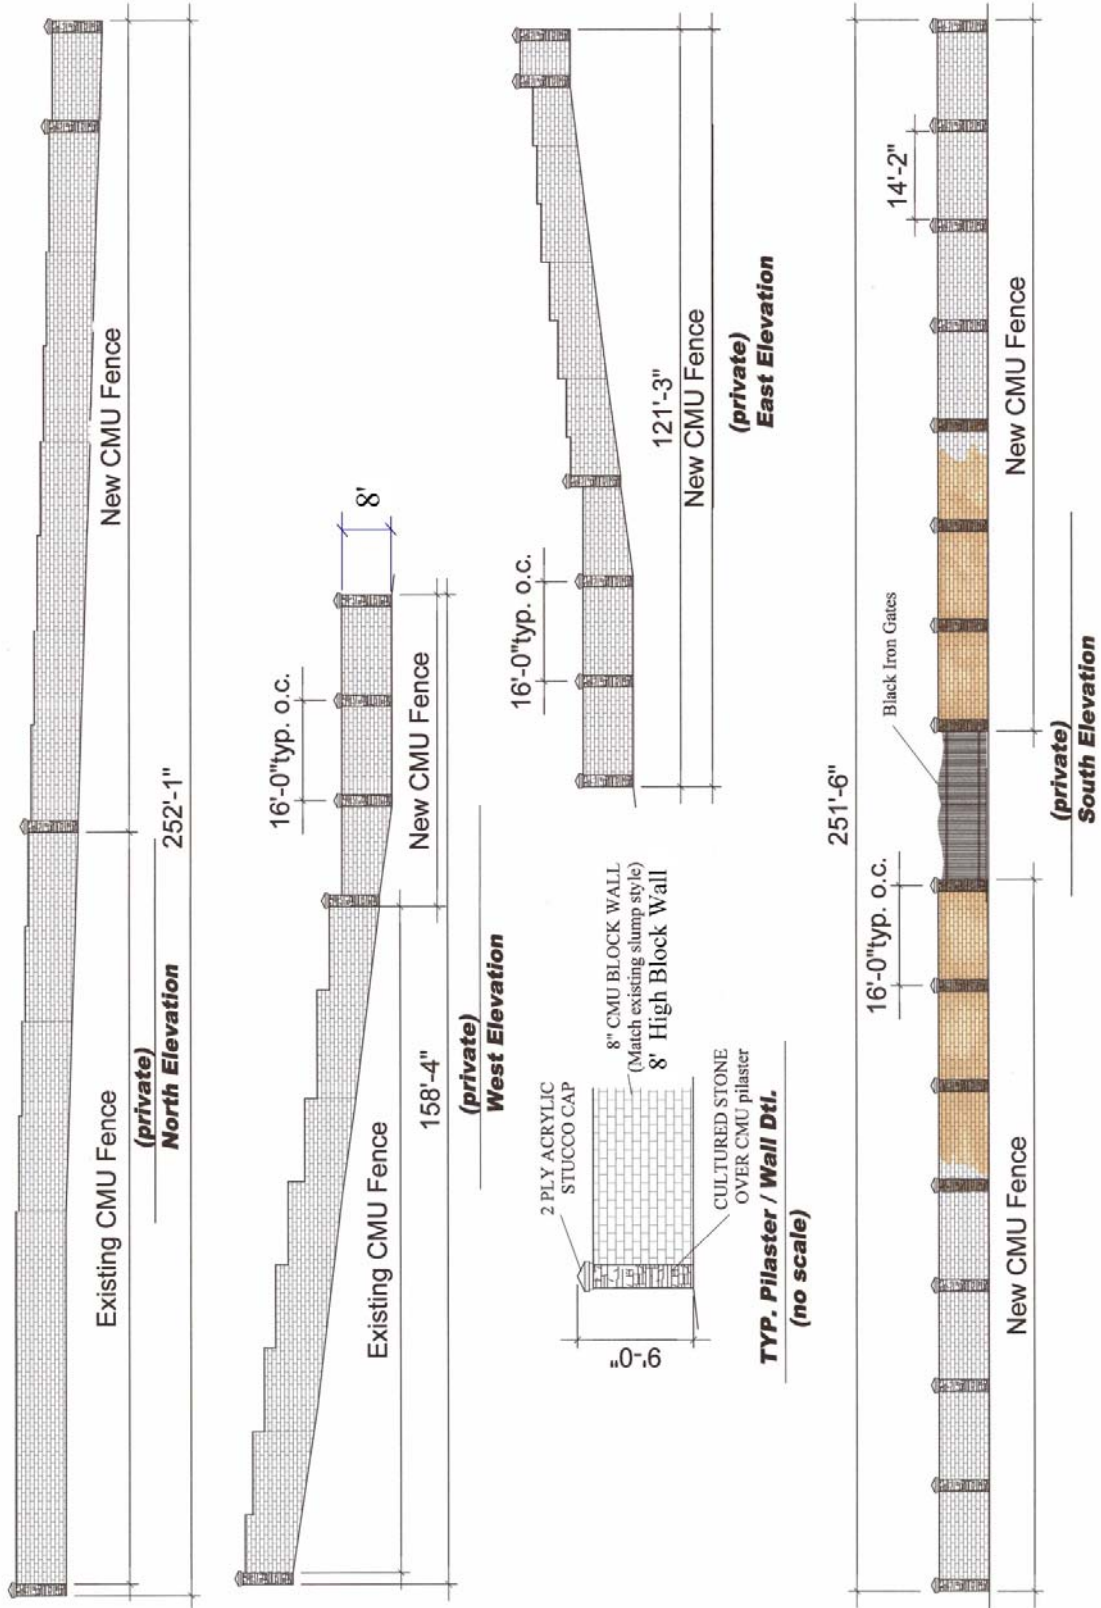 New CMU Fence
Existing CMU Fence
252'-1"
(private)
North Elevation
8'
16'-0"typ. o.c.
New CMU Fence
Existing CMU Fence
158'-4"
(private)
West Elevation
16'-0"typ. o.c.
121'-3"
New CMU Fence
(private)
East Elevation
2 PLY ACRYLIC
STUCCO CAP
8" CMU BLOCK WALL
(Match existing slump style)
8' High Block Wall
9'-0"
CULTURED STONE
OVER CMU pilaster
TYP. Pilaster / Wall Dtl.
(no scale)
251'-6"
14'-2"
16'-0"typ. o.c.
Black Iron Gates
New CMU Fence
New CMU Fence
(private)
South Elevation